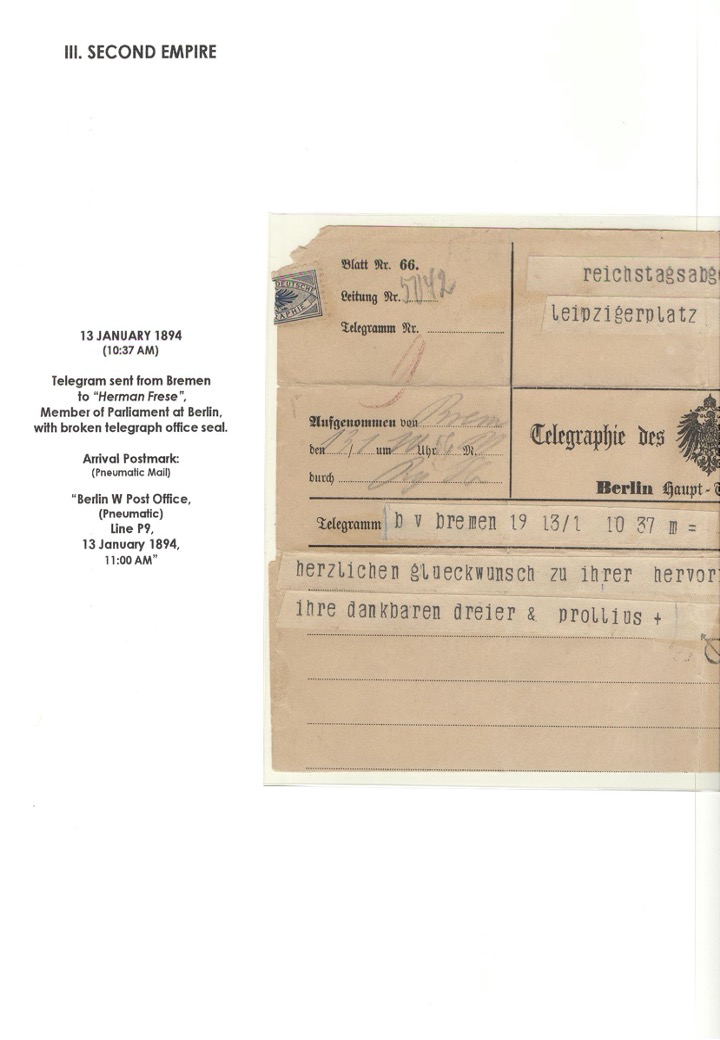 III. SECOND EMPIRE
13 JANUARY 1894
(10:37 AM)
Telegram sent from Bremen
to "Herman Frese",
Member of Parliament at Berlin,
with broken telegraph office seal.
Arrival Postmark:
(Pneumatic Mail)
"Berlin W Post Office,
(Pneumatic)
Line P9,
13 January 1894,
11:00 AM"
Blatt Nr. 66.
Leitung Nr. 5042
Telegramm Nr.
reichstagsabg
leipzigerplatz
Aufgenommen von Brem
den 13/1 um Uhr M.
durch
Telegraphie des
Berlin Haupt-
Telegramm b v bremen 19 13/1 10 37 m =
herzlichen glueckwunsch zu ihrer hervor
ihre dankbaren dreier & prollius +